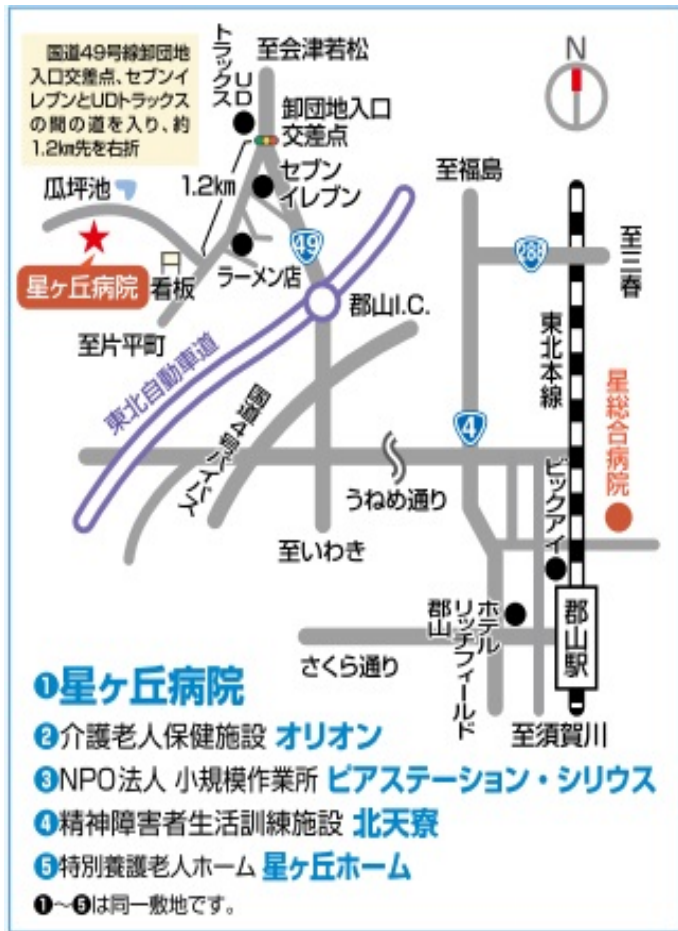 国道49号線卸団地
入口交差点、セブンイ
レブンとUDトラックス
の間の道を入り、約
1.2km先を右折
UD
トラックス
至会津若松
卸団地入口
交差点
N
1.2km
セブン
イレブン
瓜坪池
49
星ヶ丘病院
看板
ラーメン店
郡山I.C.
至片平町
東北自動車道
国道4号バイパス
至福島
288
至三春
東北本線
4
星総合病院
うねめ通り
ビックアイ
至いわき
ホテル
リッチフィールド
郡山
郡山駅
さくら通り
至須賀川
❶星ヶ丘病院
❷介護老人保健施設 オリオン
❸NPO法人 小規模作業所 ピアステーション・シリウス
❹精神障害者生活訓練施設 北天寮
❺特別養護老人ホーム 星ヶ丘ホーム
❶〜❺は同一敷地です。